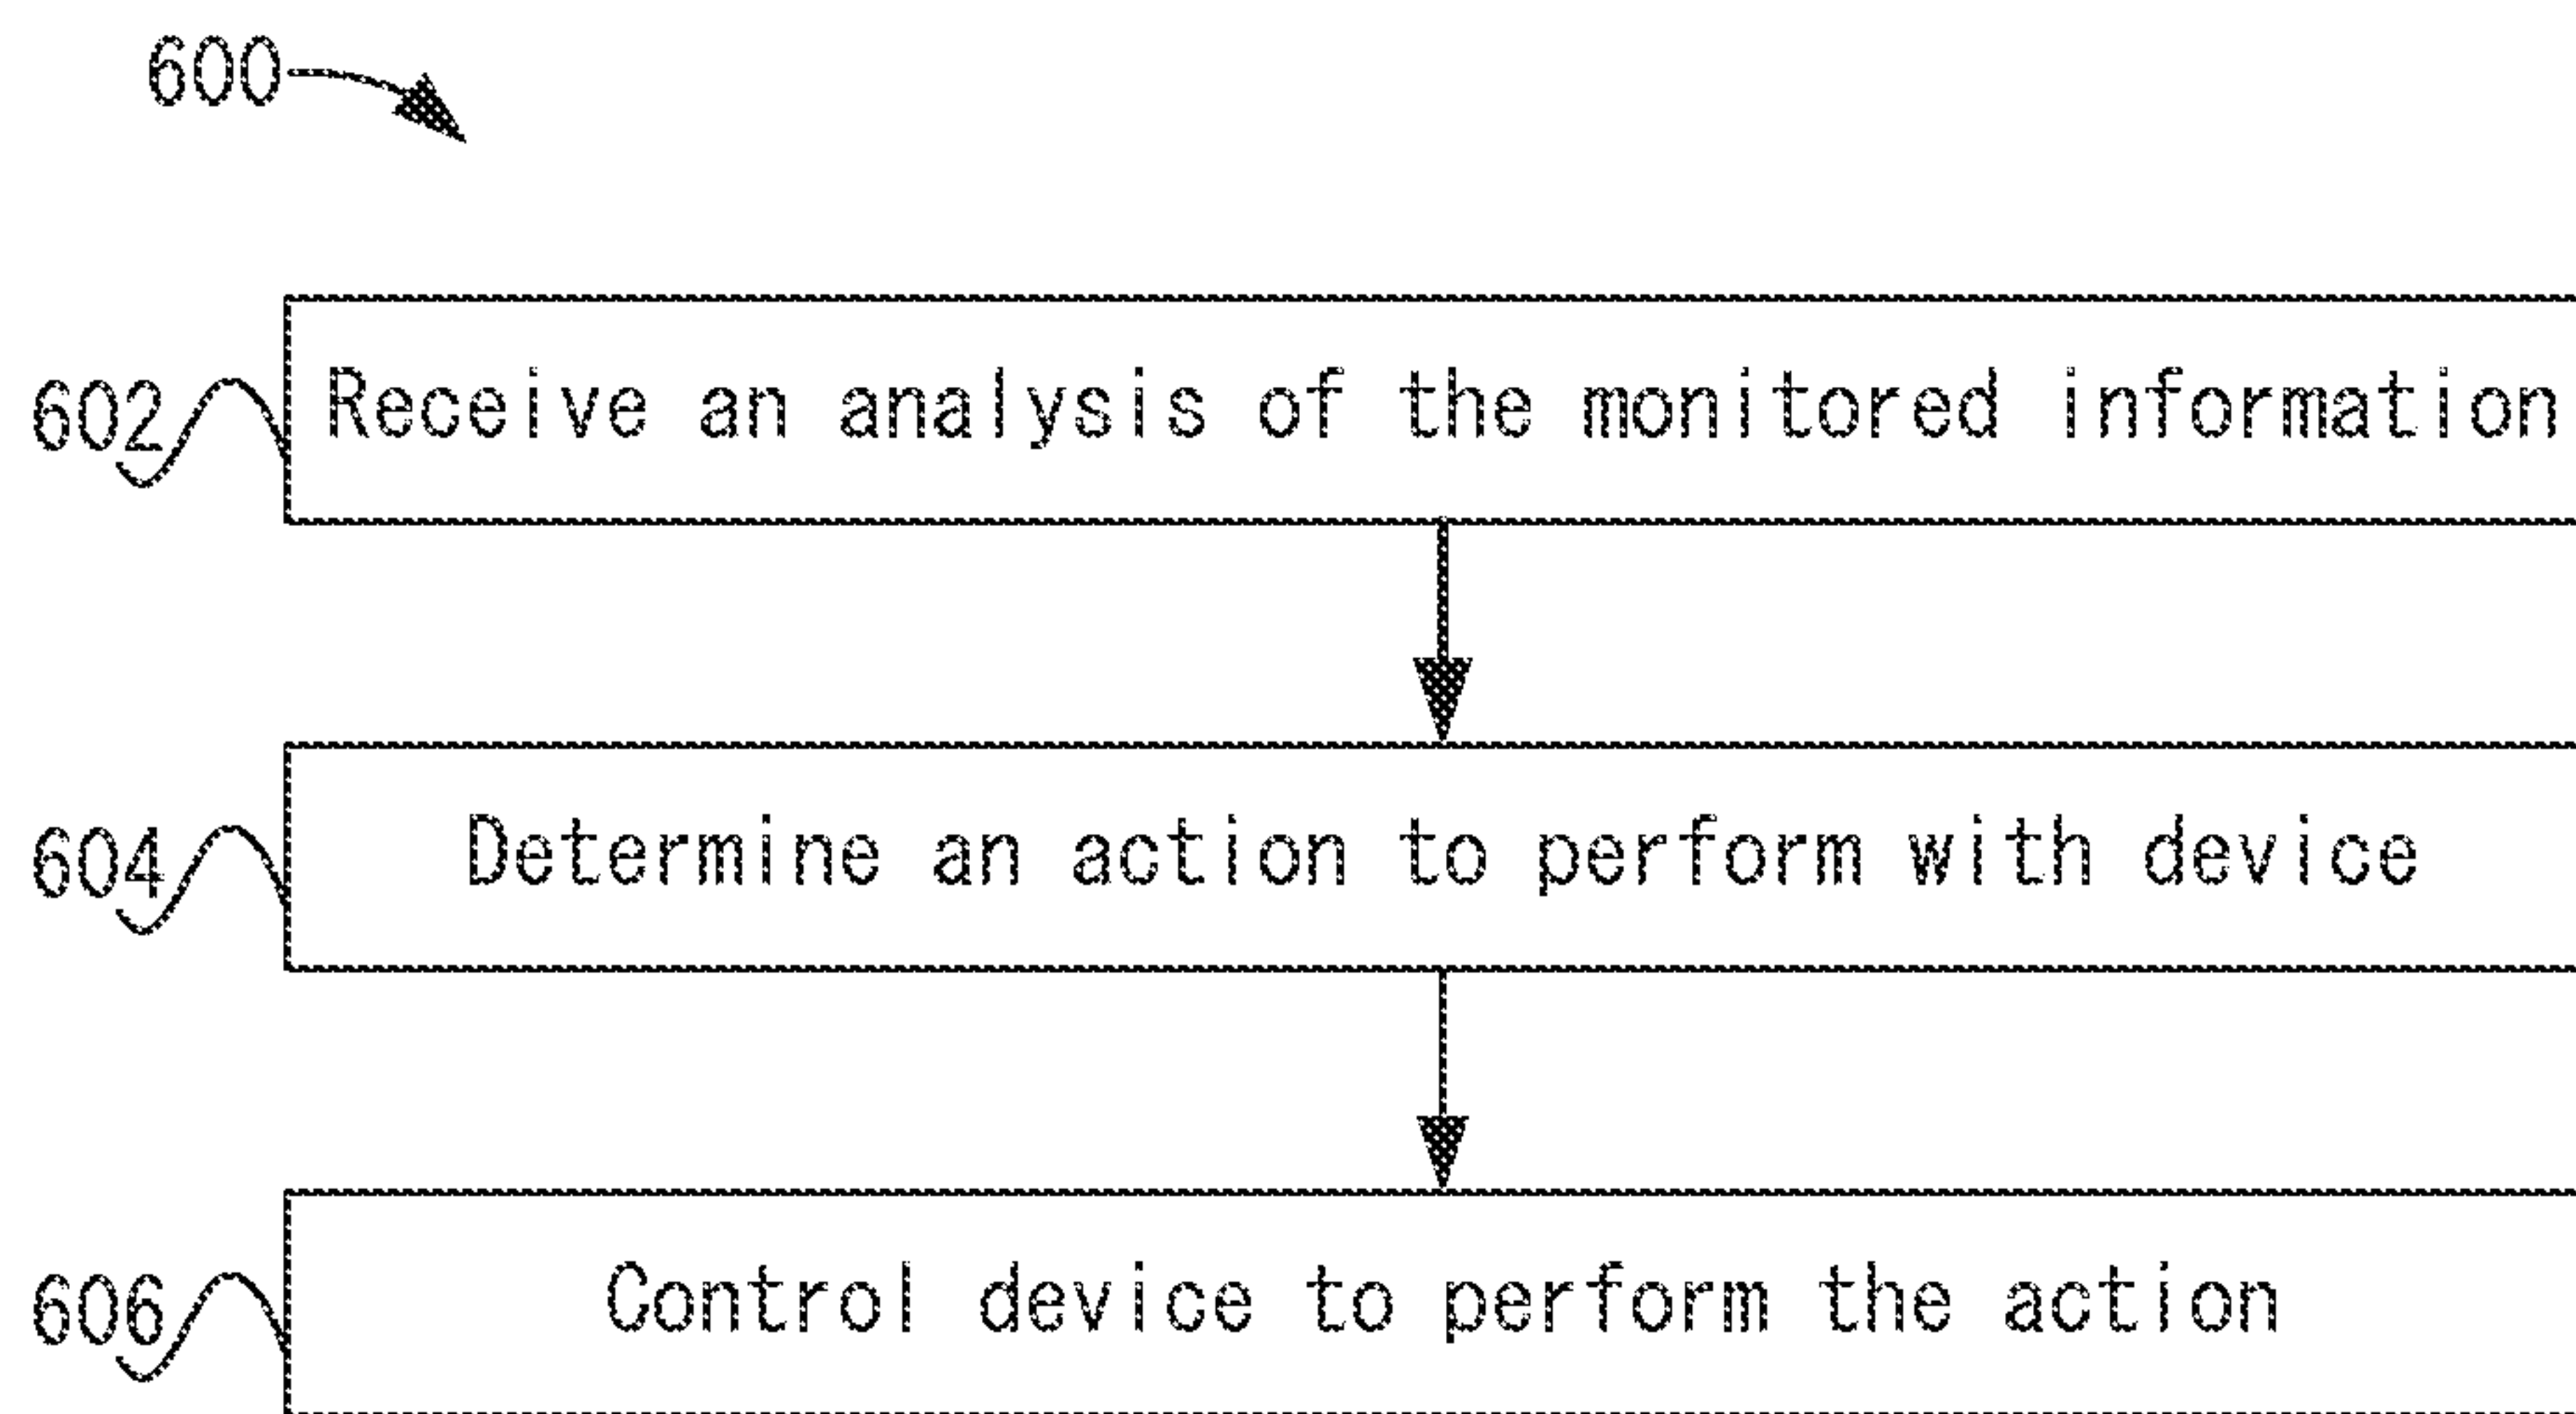 600
602 Receive an analysis of the monitored information
604 Determine an action to perform with device
606 Control device to perform the action